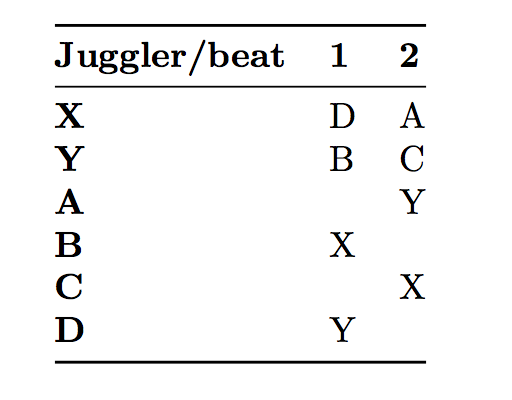 Juggler/beat 1 2
X D A
Y B C
A Y
B X
C X
D Y